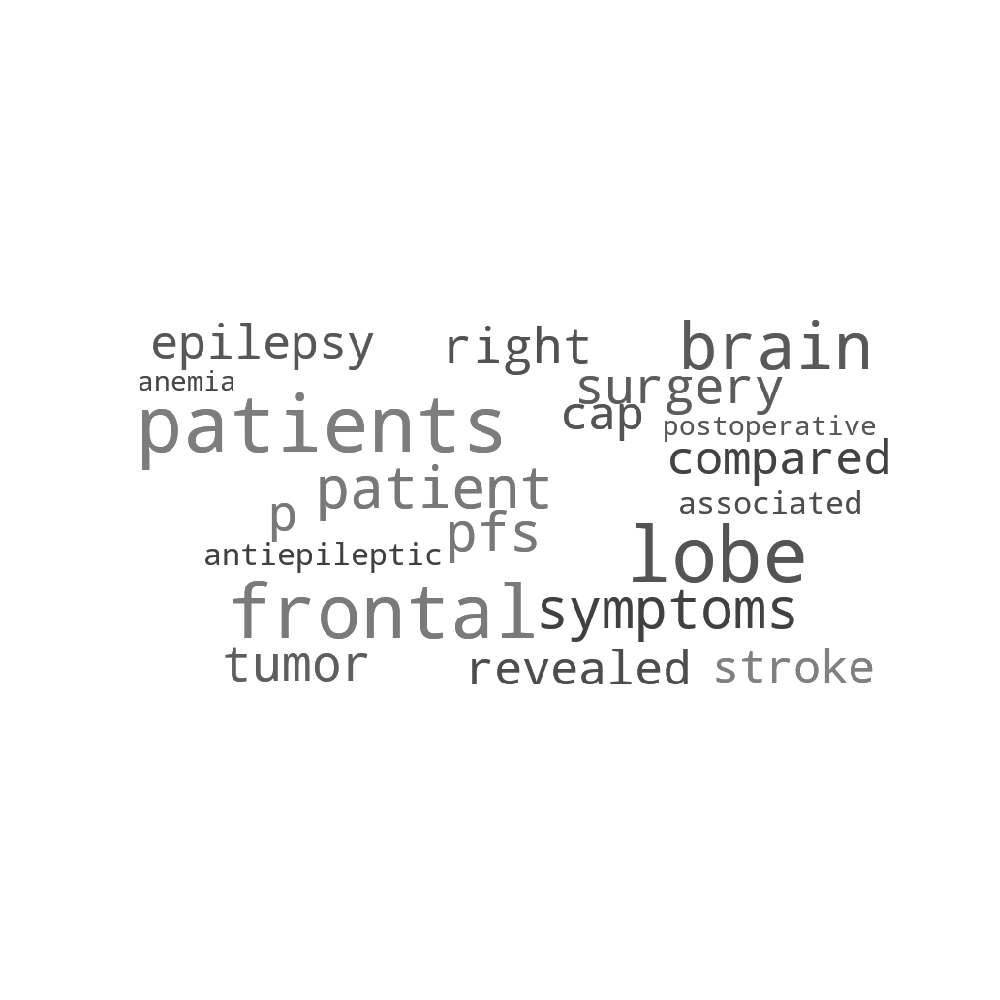 epilepsy right brain
anemia surgery
patients cap postoperative
compared
patient associated
p pfs
antiepileptic lobe
frontal symptoms
tumor revealed stroke